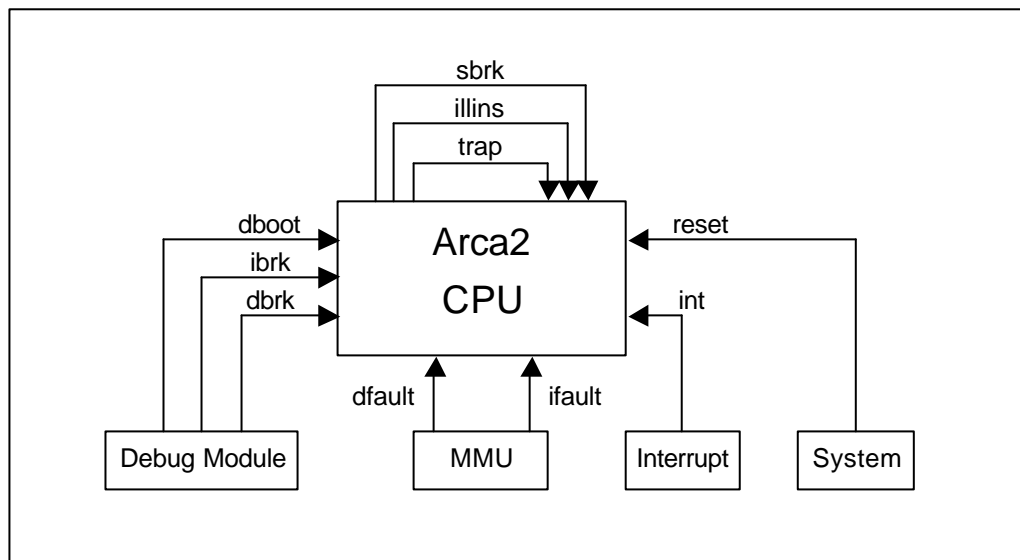 sbrk
illins
trap
dboot
ibrk
dbrk
Arca2
CPU
reset
int
dfault
ifault
Debug Module
MMU
Interrupt
System